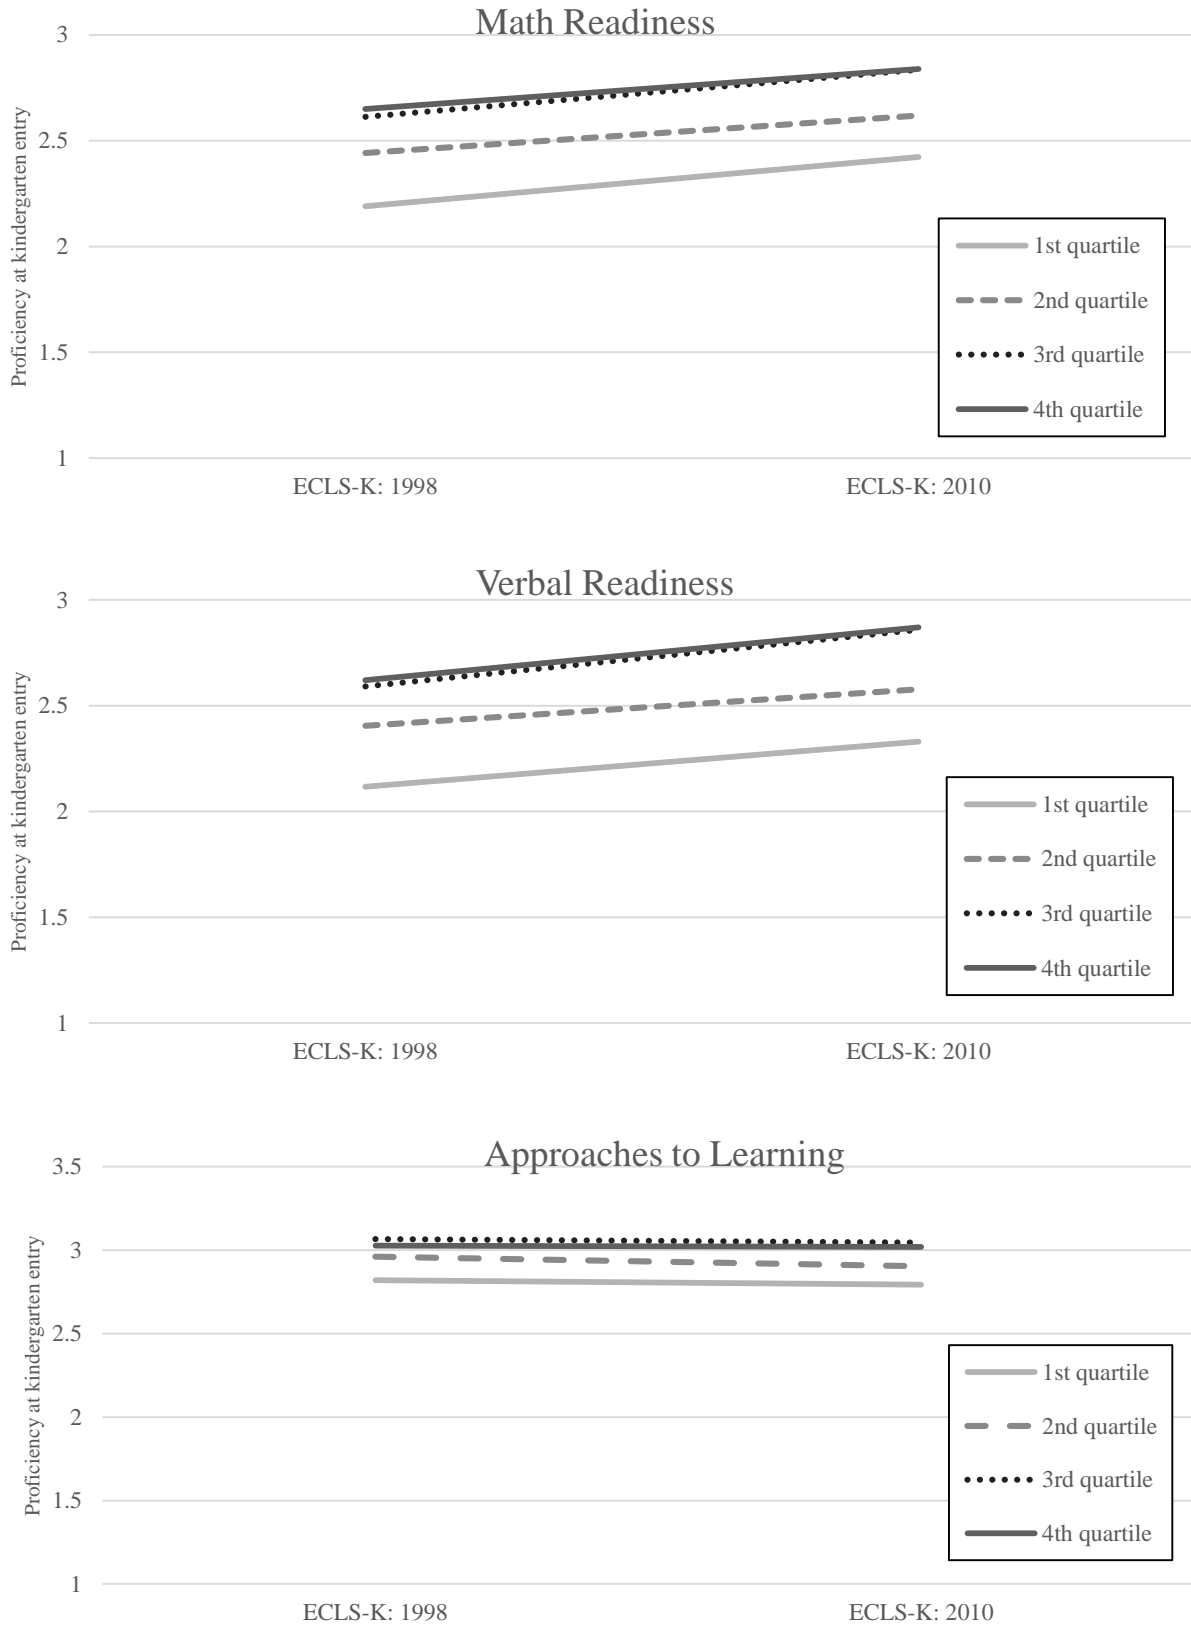 Math Readiness
3
2.5
2
1.5
1
Proficiency at kindergarten entry
1st quartile
2nd quartile
3rd quartile
4th quartile
ECLS-K: 1998
ECLS-K: 2010
Verbal Readiness
3
2.5
2
1.5
1
Proficiency at kindergarten entry
1st quartile
2nd quartile
3rd quartile
4th quartile
ECLS-K: 1998
ECLS-K: 2010
Approaches to Learning
3.5
3
2.5
2
1.5
1
Proficiency at kindergarten entry
1st quartile
2nd quartile
3rd quartile
4th quartile
ECLS-K: 1998
ECLS-K: 2010